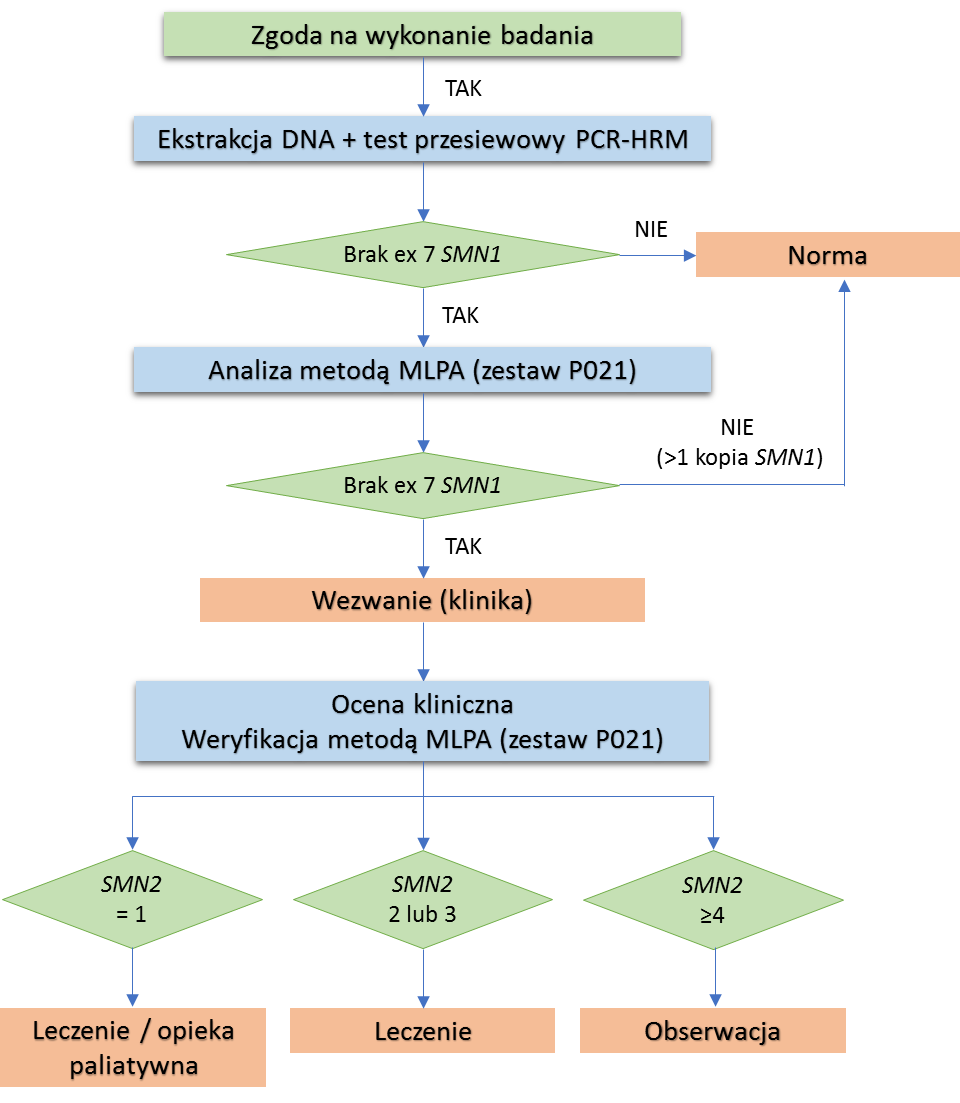 Zgoda na wykonanie badania
TAK
Ekstrakcja DNA + test przesiewowy PCR-HRM
Brak ex 7 SMN1
NIE
Norma
TAK
Analiza metodą MLPA (zestaw P021)
NIE
(>1 kopia SMN1)
Brak ex 7 SMN1
TAK
Wezwanie (klinika)
Ocena kliniczna
Weryfikacja metodą MLPA (zestaw P021)
SMN2
= 1
SMN2
2 lub 3
SMN2
≥4
Leczenie / opieka
paliatywna
Leczenie
Obserwacja